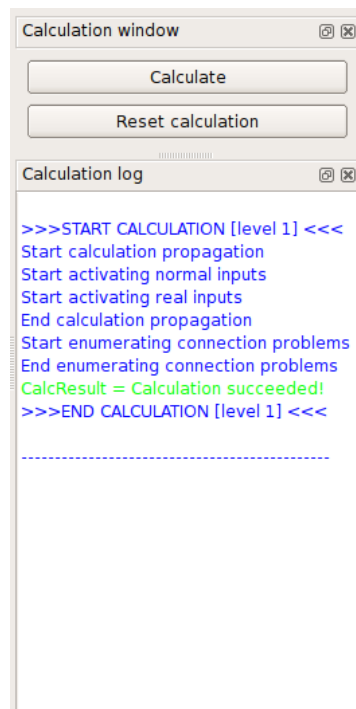 Calculation window
Calculate
Reset calculation
Calculation log
>>>START CALCULATION [level 1] <<<
Start calculation propagation
Start activating normal inputs
Start activating real inputs
End calculation propagation
Start enumerating connection problems
End enumerating connection problems
CalcResult = Calculation succeeded!
>>>END CALCULATION [level 1] <<<
----------------------------------------------